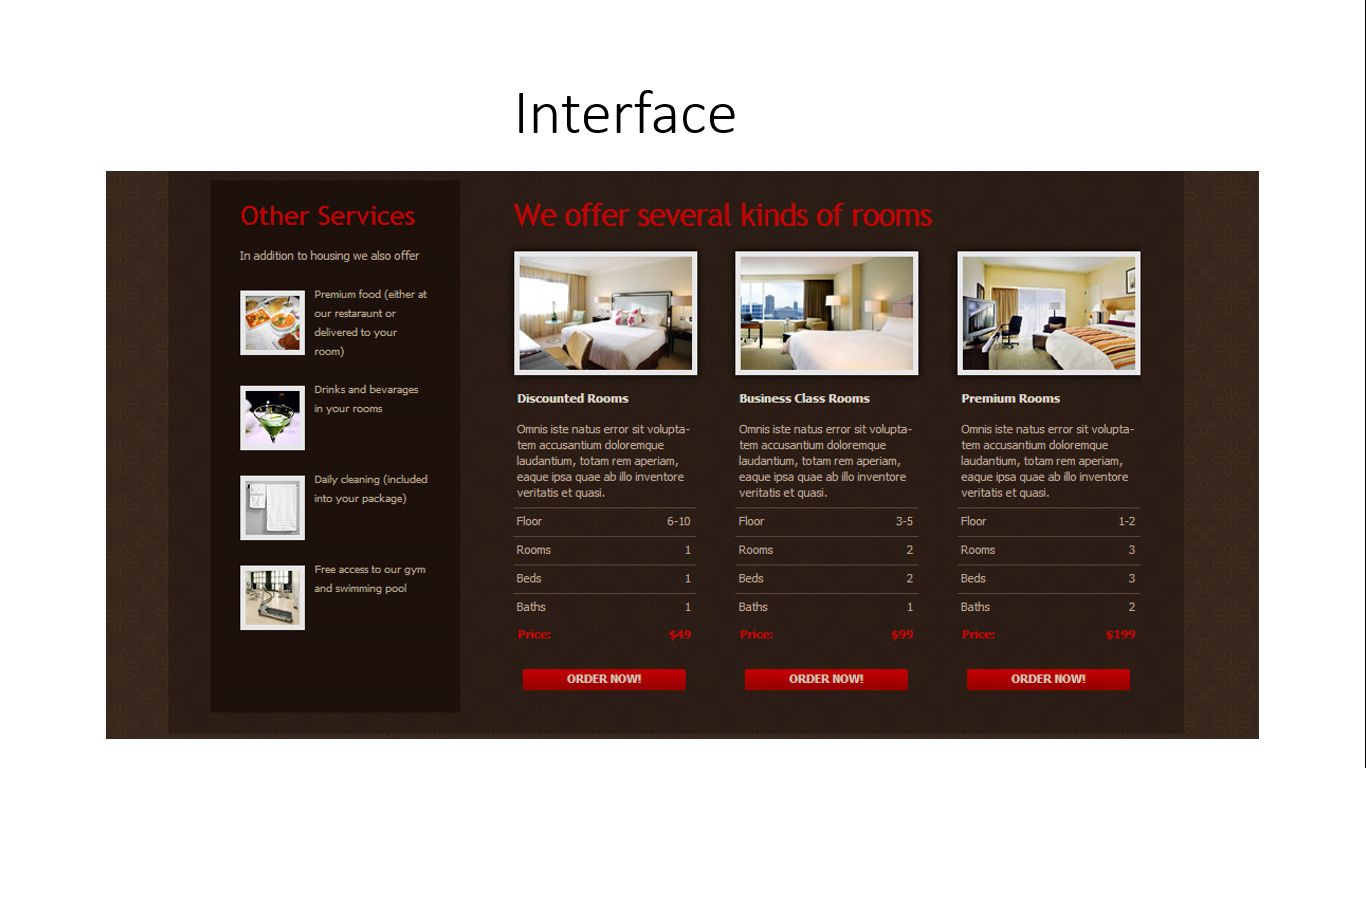 Interface
Other Services
In addition to housing we also offer
Premium food (either at
our restaraunt or
delivered to your
room)
Drinks and bevarages
in your rooms
Daily cleaning (included
into your package)
Free access to our gym
and swimming pool
We offer several kinds of rooms
Discounted Rooms
Omnis iste natus error sit volupta-
tem accusantium doloremque
laudantium, totam rem aperiam,
eaque ipsa quae ab illo inventore
veritatis et quasi.
Floor 6-10
Rooms 1
Beds 1
Baths 1
Price: $49
ORDER NOW!
Business Class Rooms
Omnis iste natus error sit volupta-
tem accusantium doloremque
laudantium, totam rem aperiam,
eaque ipsa quae ab illo inventore
veritatis et quasi.
Floor 3-5
Rooms 2
Beds 2
Baths 1
Price: $99
ORDER NOW!
Premium Rooms
Omnis iste natus error sit volupta-
tem accusantium doloremque
laudantium, totam rem aperiam,
eaque ipsa quae ab illo inventore
veritatis et quasi.
Floor 1-2
Rooms 3
Beds 3
Baths 2
Price: $199
ORDER NOW!